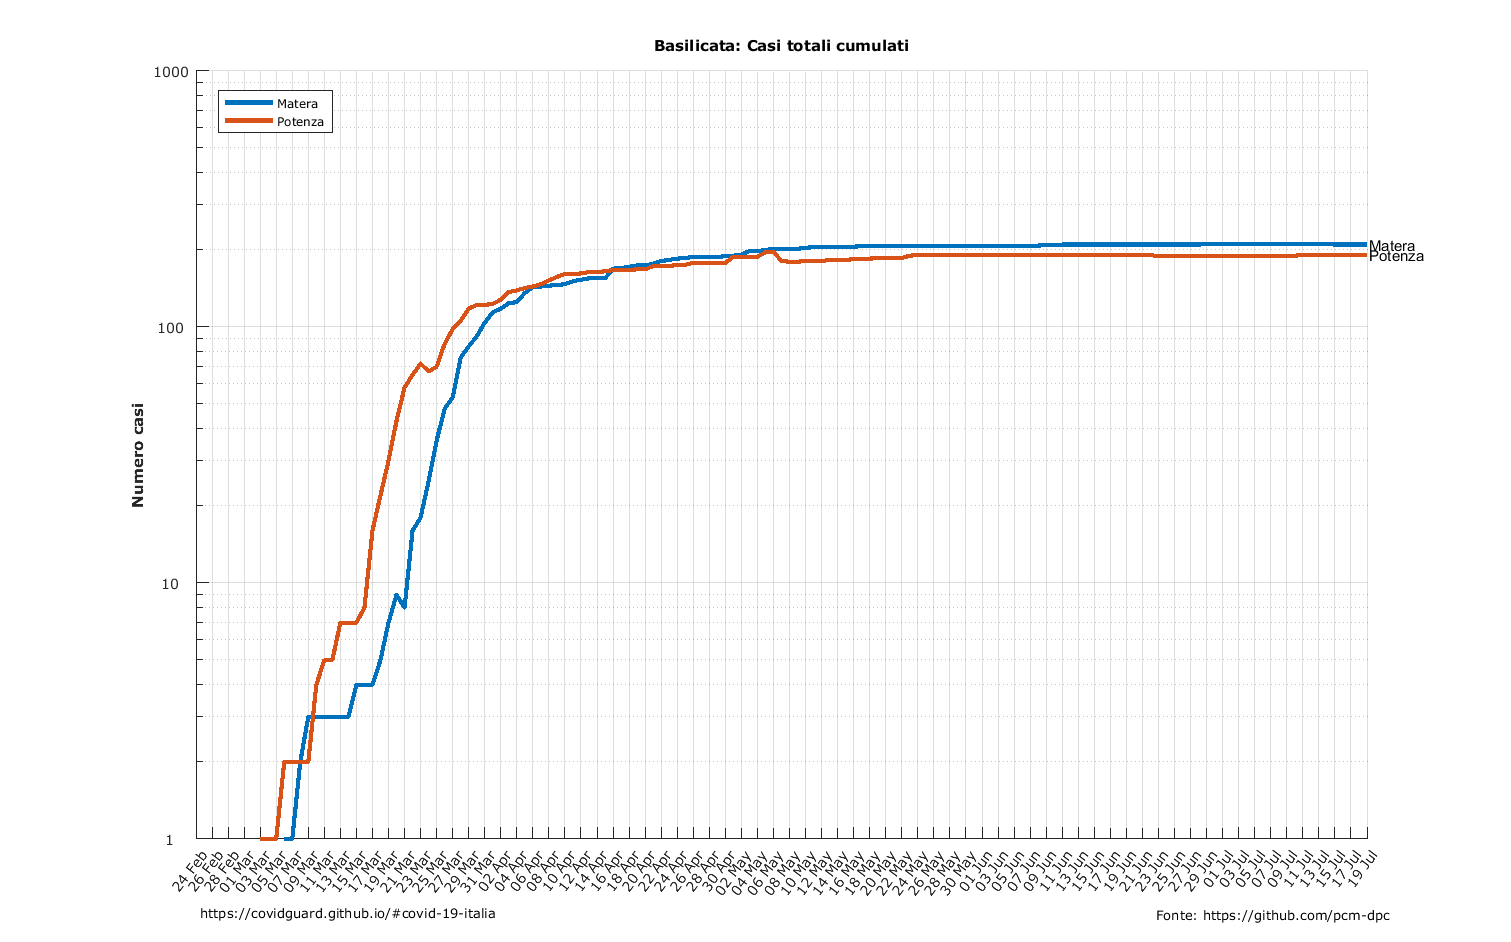 Basilicata: Casi totali cumulati
1000
100
10
1
Numero casi
Matera
Potenza
Matera
Potenza
24 Feb
26 Feb
28 Feb
01 Mar
03 Mar
05 Mar
07 Mar
09 Mar
11 Mar
13 Mar
15 Mar
17 Mar
19 Mar
21 Mar
23 Mar
25 Mar
27 Mar
29 Mar
31 Mar
02 Apr
04 Apr
06 Apr
08 Apr
10 Apr
12 Apr
14 Apr
16 Apr
18 Apr
20 Apr
22 Apr
24 Apr
26 Apr
28 Apr
30 Apr
02 May
04 May
06 May
08 May
10 May
12 May
14 May
16 May
18 May
20 May
22 May
24 May
26 May
28 May
30 May
01 Jun
03 Jun
05 Jun
07 Jun
09 Jun
11 Jun
13 Jun
15 Jun
17 Jun
19 Jun
21 Jun
23 Jun
25 Jun
27 Jun
29 Jun
01 Jul
03 Jul
05 Jul
07 Jul
09 Jul
11 Jul
13 Jul
15 Jul
17 Jul
19 Jul
https://covidguard.github.io/#covid-19-italia
Fonte: https://github.com/pcm-dpc